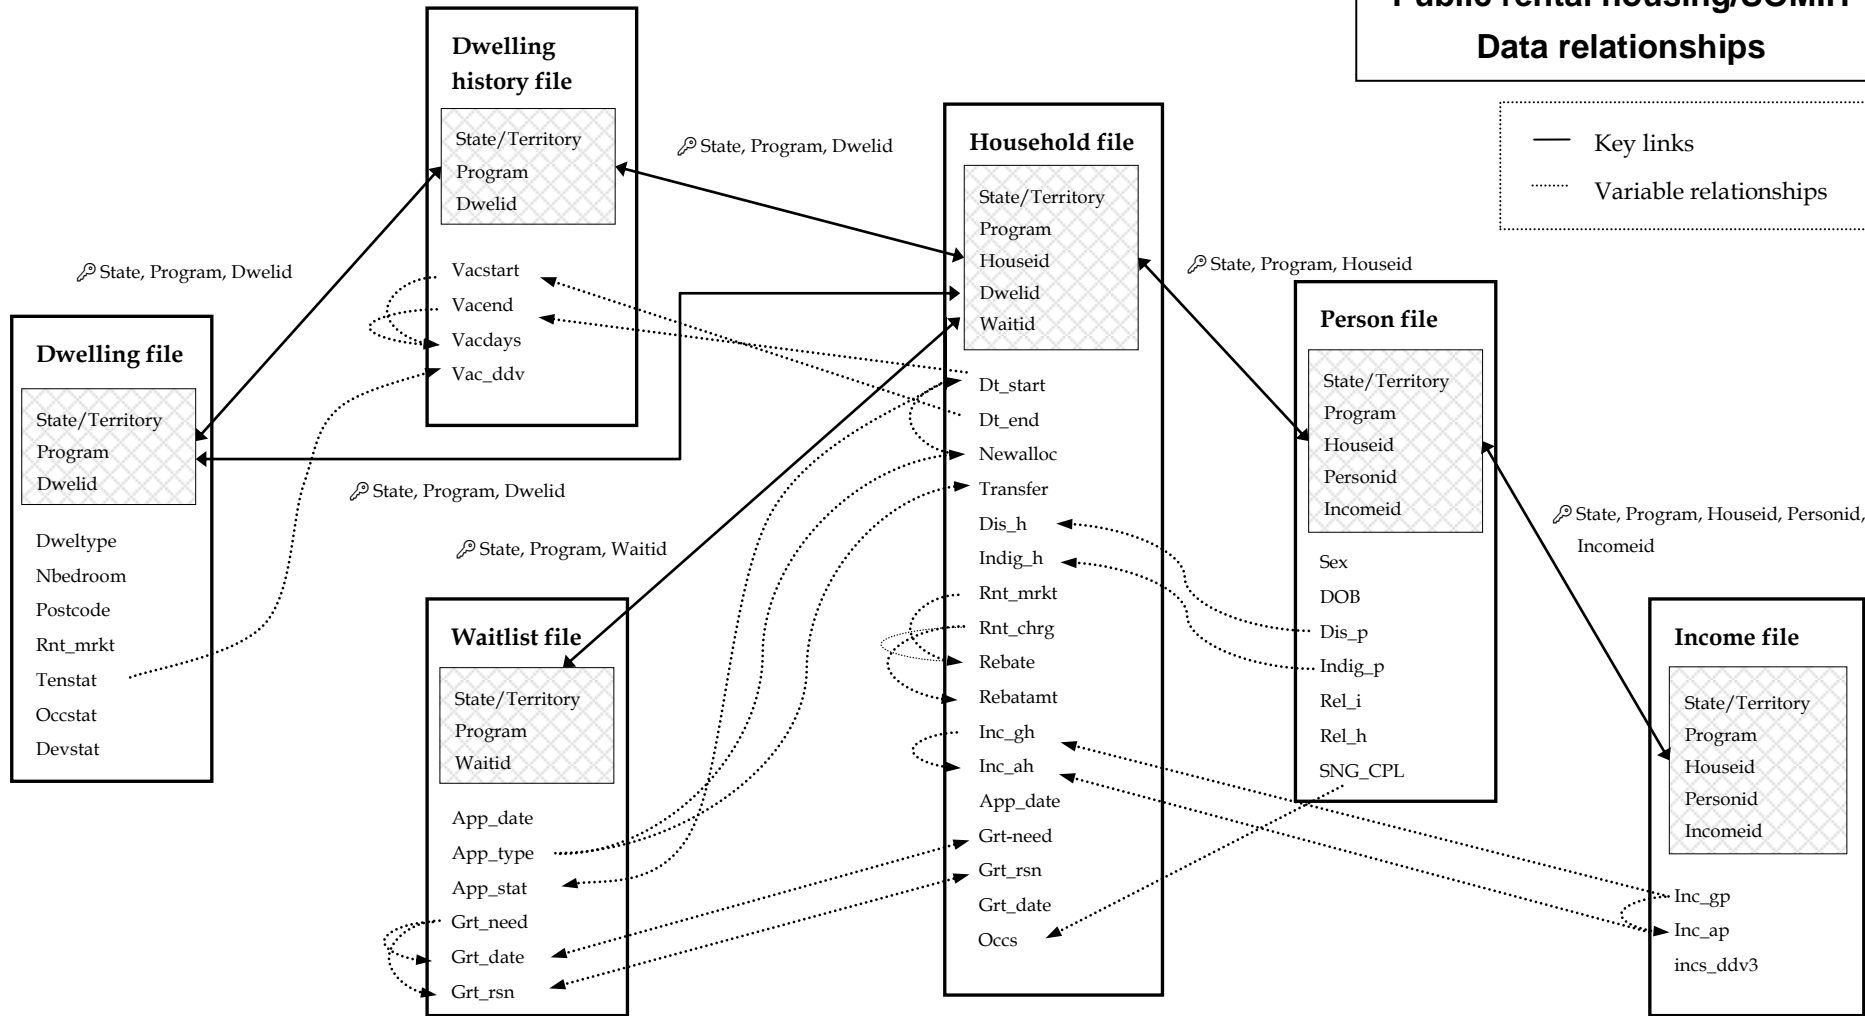 Public rental housing/SOMIH
Data relationships
Key links
Variable relationships
Dwelling
history file
State/Territory
Program
Dwelid
Vacstart
Vacend
Vacdays
Vac_ddv
State, Program, Dwelid
State, Program, Dwelid
Dwelling file
State/Territory
Program
Dwelid
Dweltype
Nbedroom
Postcode
Rnt_mrkt
Tenstat
Occstat
Devstat
State, Program, Dwelid
State, Program, Waitid
Waitlist file
State/Territory
Program
Waitid
App_date
App_type
App_stat
Grt_need
Grt_date
Grt_rsn
Household file
State/Territory
Program
Houseid
Dwelid
Waitid
Dt_start
Dt_end
Newalloc
Transfer
Dis_h
Indig_h
Rnt_mrkt
Rnt_chrg
Rebate
Rebatamt
Inc_gh
Inc_ah
App_date
Grt-need
Grt_rsn
Grt_date
Occs
State, Program, Houseid
Person file
State/Territory
Program
Houseid
Personid
Incomeid
Sex
DOB
Dis_p
Indig_p
Rel_i
Rel_h
SNG_CPL
State, Program, Houseid, Personid,
Incomeid
Income file
State/Territory
Program
Houseid
Personid
Incomeid
Inc_gp
Inc_ap
incs_ddv3